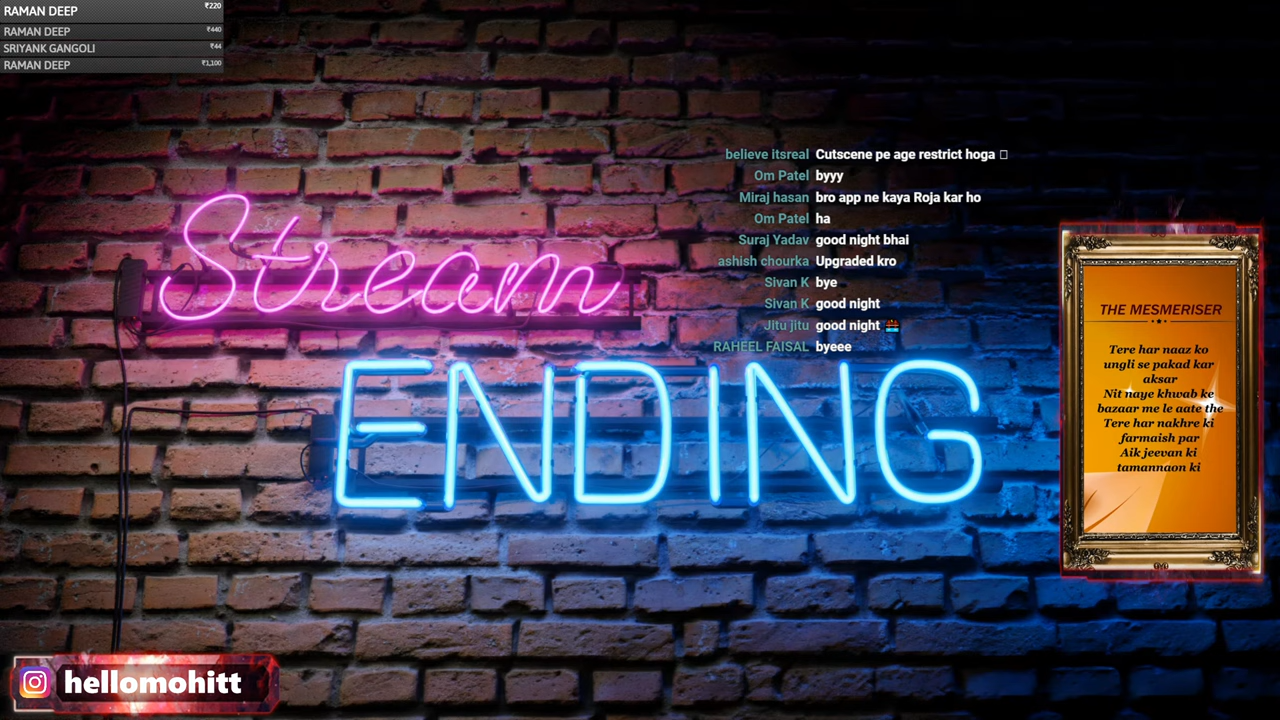 RAMAN DEEP ₹220
RAMAN DEEP ₹440
SRIYANK GANGOLI ₹44
RAMAN DEEP ₹1,100
Stream
ENDING
believe itsreal Cutscene pe age restrict hoga
Om Patel byyy
Miraj hasan bro app ne kaya Roja kar ho
Om Patel ha
Suraj Yadav good night bhai
ashish chourka Upgraded kro
Sivan K bye
Sivan K good night
Jitu jitu good night
RAHEEL FAISAL byeee
THE MESMERISER
Tere har naaz ko
ungli se pakad kar
aksar
Nit naye khwab ke
bazaar me le aate the
Tere har nakhre ki
farmaish par
Aik jeevan ki
tamannaon ki
hellomohitt